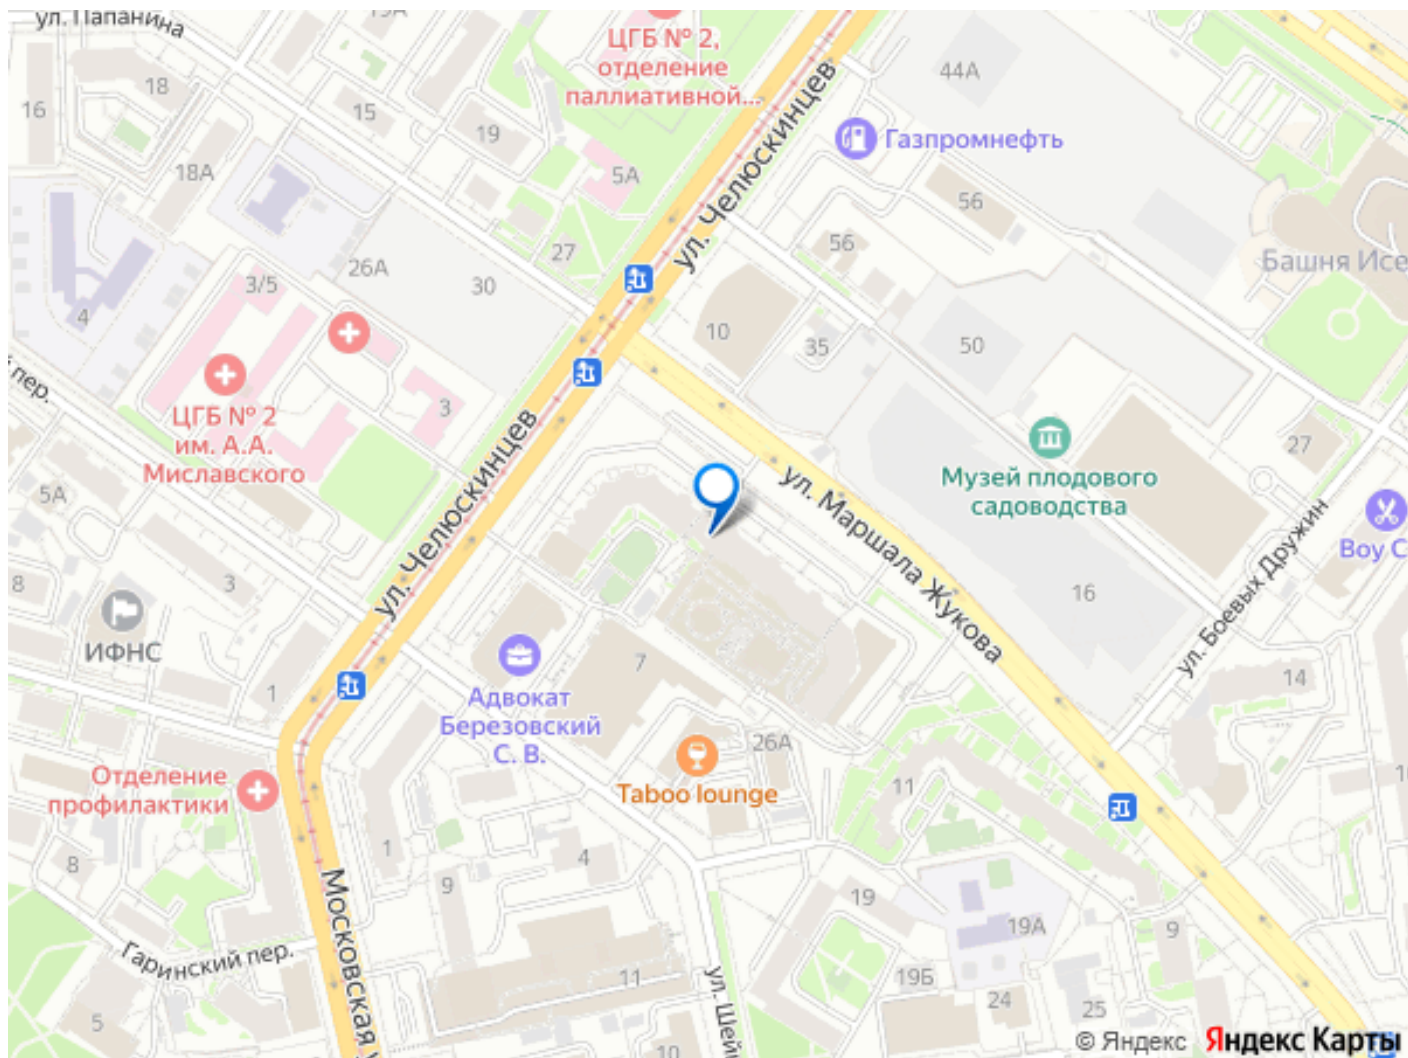 ул. Папанина
19А
ЦГБ № 2,
отделение
паллиативной...
44А
18
16
15
19
Газпромнефть
ул. Челюскинцев
18А
5А
56
56
27
Башня Исе
26А
3/5
30
4
10
35
50
пер.
3
ЦГБ № 2
им. А.А.
Миславского
27
Музей плодового
садоводства
ул. Челюскинцев
5А
ул. Маршала Жукова
Boy C
8
3
16
ул. Боевых Дружин
ИФНС
7
14
1
Адвокат
Березовский
С. В.
26А
Отделение
профилактики
Taboo lounge
11
1
4
8
9
19
Московская у
19А
9
Гаринский пер.
11
19Б
ул. Шей
24
25
5
10
© Яндекс Яндекс Карты